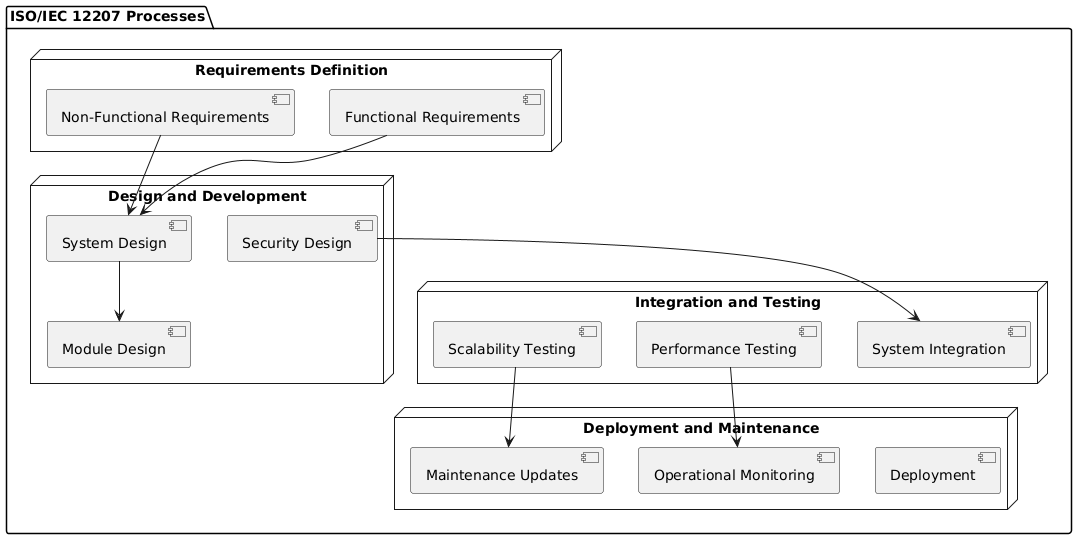 ISO/IEC 12207 Processes
Requirements Definition
Non-Functional Requirements
Functional Requirements
Design and Development
System Design
Security Design
Module Design
Integration and Testing
Scalability Testing
Performance Testing
System Integration
Deployment and Maintenance
Maintenance Updates
Operational Monitoring
Deployment